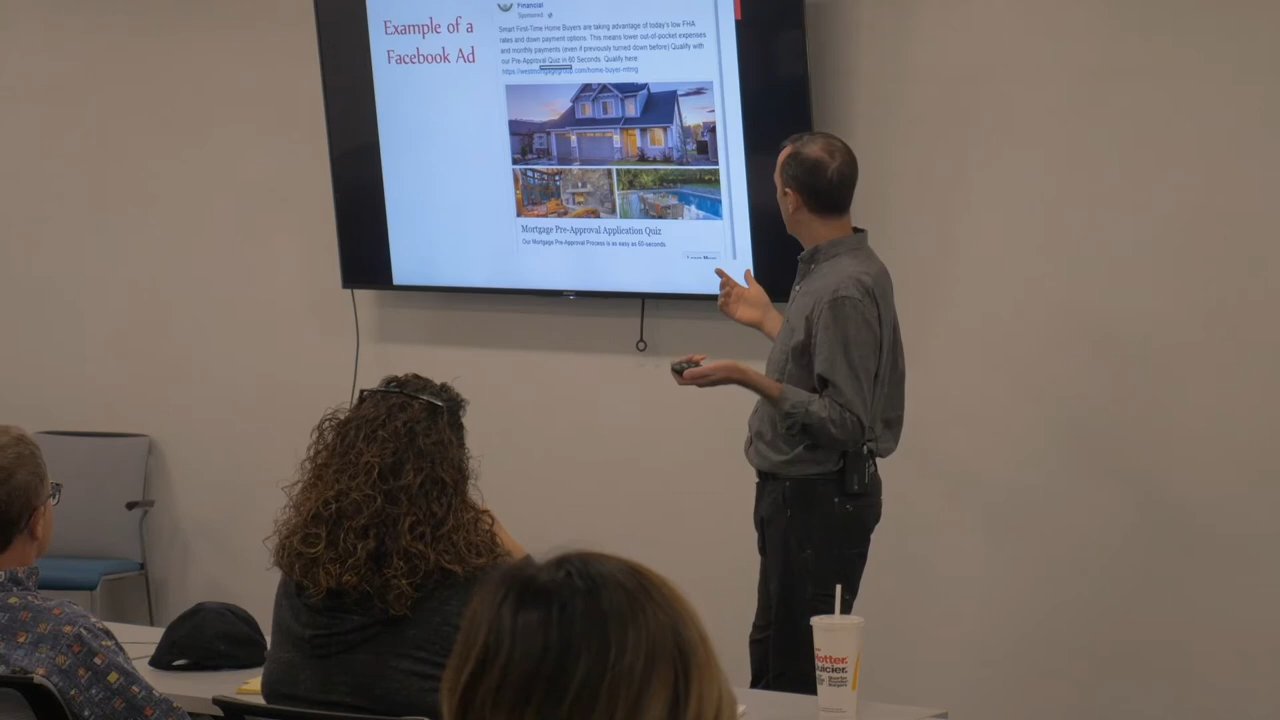 Example of a
Facebook Ad
Financial
Sponsored
Smart First-Time Home Buyers are taking advantage of today's low FHA
rates and down payment options. This means lower out-of-pocket expenses
and monthly payments (even if previously turned down before) Qualify with
our Pre-Approval Quiz in 60 Seconds. Qualify here
Mortgage Pre-Approval Application Quiz
Our Mortgage Pre-Approval Process is as easy as 60-seconds.
Learn More
Hotter.
Juicier.